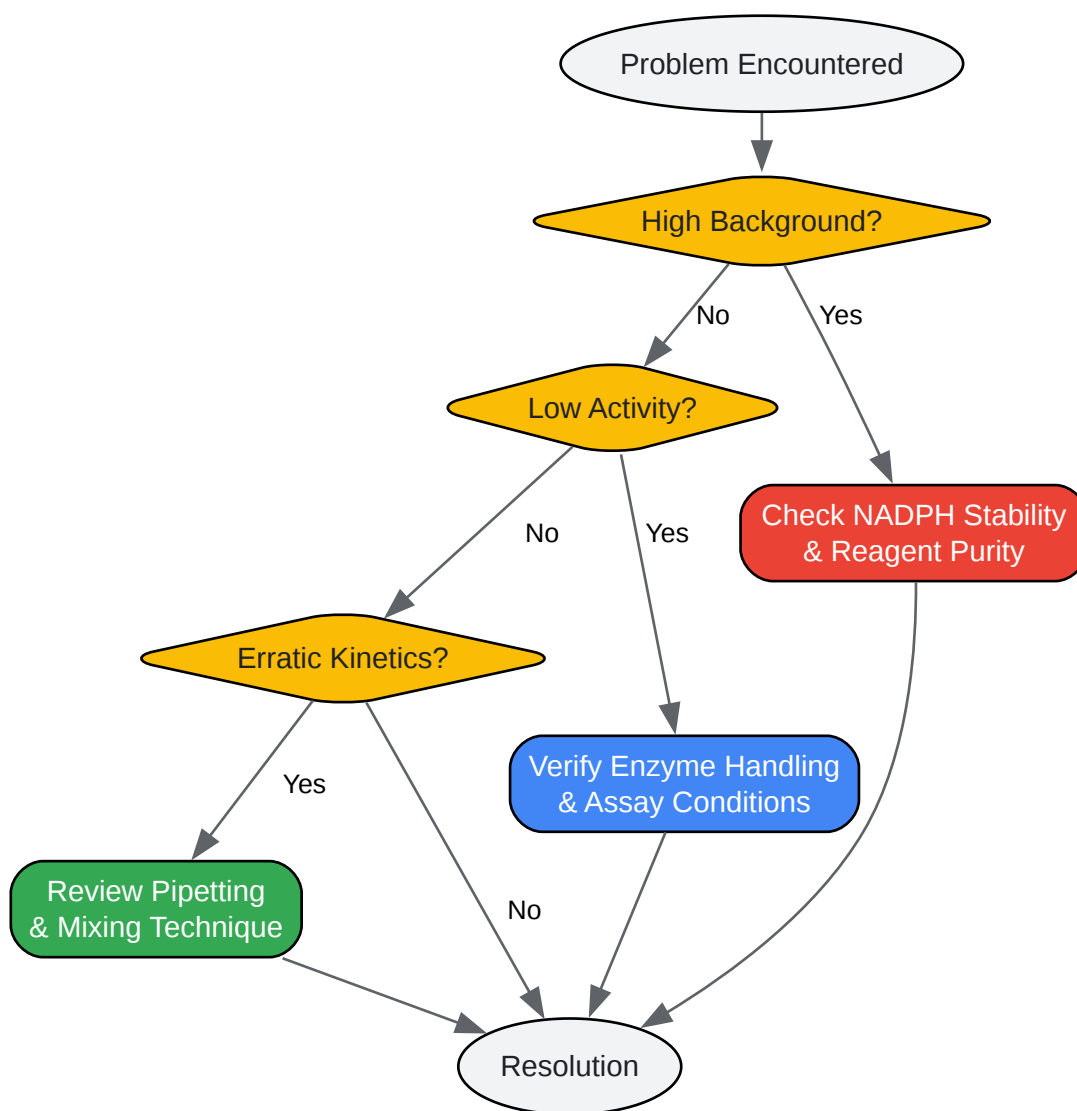 Problem Encountered
High Background?
No
Yes
Low Activity?
Check NADPH Stability
& Reagent Purity
No
Yes
Erratic Kinetics?
Verify Enzyme Handling
& Assay Conditions
Yes
Review Pipetting
& Mixing Technique
No
Resolution